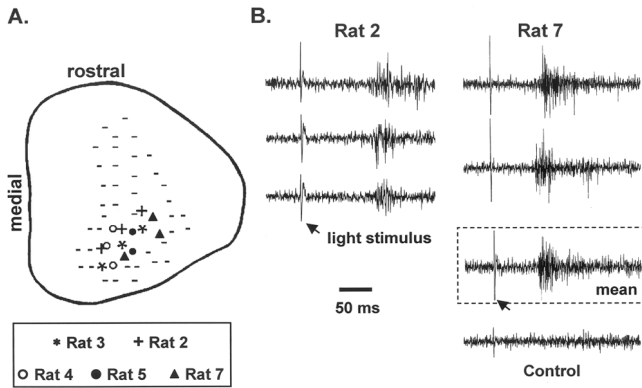 A.
rostral
medial
* Rat 3 + Rat 2
○ Rat 4 ● Rat 5 ▲ Rat 7
B.
Rat 2 Rat 7
light stimulus
50 ms
mean
Control